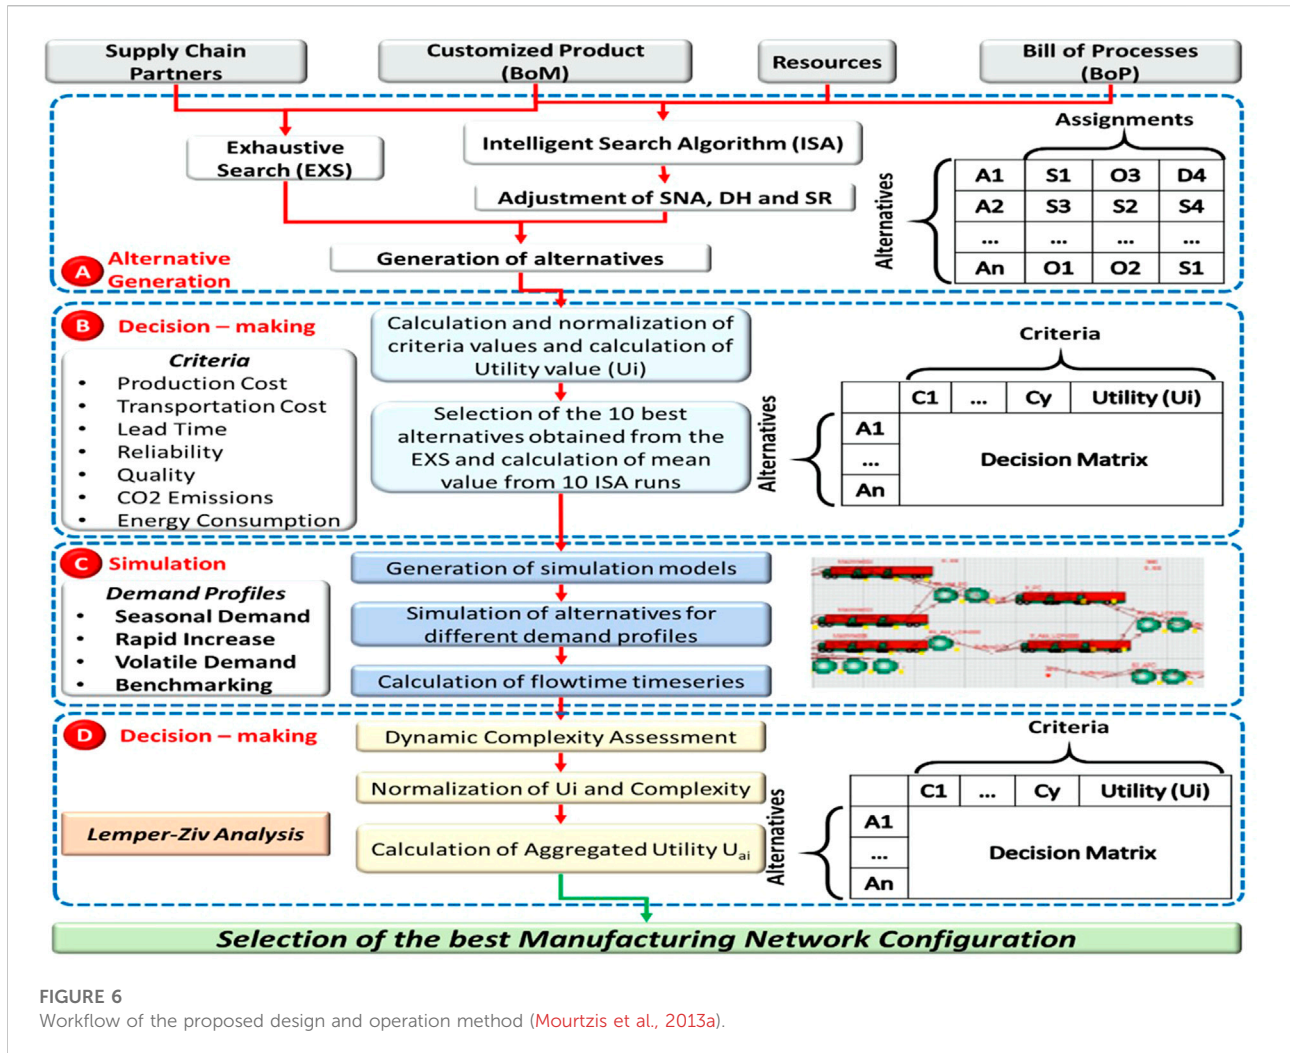 Supply Chain
Partners
Customized Product
(BoM)
Resources
Bill of Processes
(BoP)
Exhaustive
Search (EXS)
Intelligent Search Algorithm (ISA)
Adjustment of SNA, DH and SR
Generation of alternatives
A
Alternative
Generation
Assignments
Alternatives
A1 S1 O3 D4
A2 S3 S2 S4
... ... ... ...
An O1 O2 S1
B
Decision – making
Criteria
• Production Cost
• Transportation Cost
• Lead Time
• Reliability
• Quality
• CO2 Emissions
• Energy Consumption
Calculation and normalization of
criteria values and calculation of
Utility value (Ui)
Selection of the 10 best
alternatives obtained from the
EXS and calculation of mean
value from 10 ISA runs
Criteria
Alternatives
C1 ... Cy Utility (Ui)
A1
...
An
Decision Matrix
C
Simulation
Demand Profiles
• Seasonal Demand
• Rapid Increase
• Volatile Demand
• Benchmarking
Generation of simulation models
Simulation of alternatives for
different demand profiles
Calculation of flowtime timeseries
D
Decision – making
Lemper-Ziv Analysis
Dynamic Complexity Assessment
Normalization of Ui and Complexity
Calculation of Aggregated Utility Uai
Criteria
Alternatives
C1 ... Cy Utility (Ui)
A1
...
An
Decision Matrix
Selection of the best Manufacturing Network Configuration
FIGURE 6
Workflow of the proposed design and operation method (Mourtzis et al., 2013a).